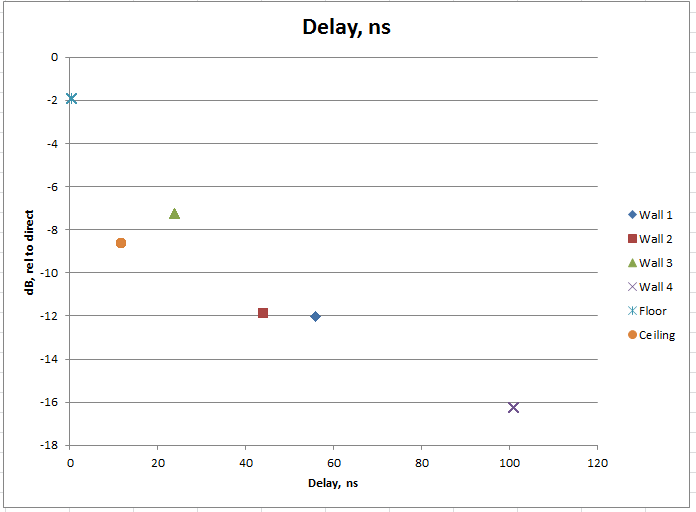 Delay, ns
0
-2
-4
-6
-8
-10
-12
-14
-16
-18
dB, rel to direct
0 20 40 60 80 100 120
Delay, ns
Wall 1
Wall 2
Wall 3
Wall 4
Floor
Ceiling